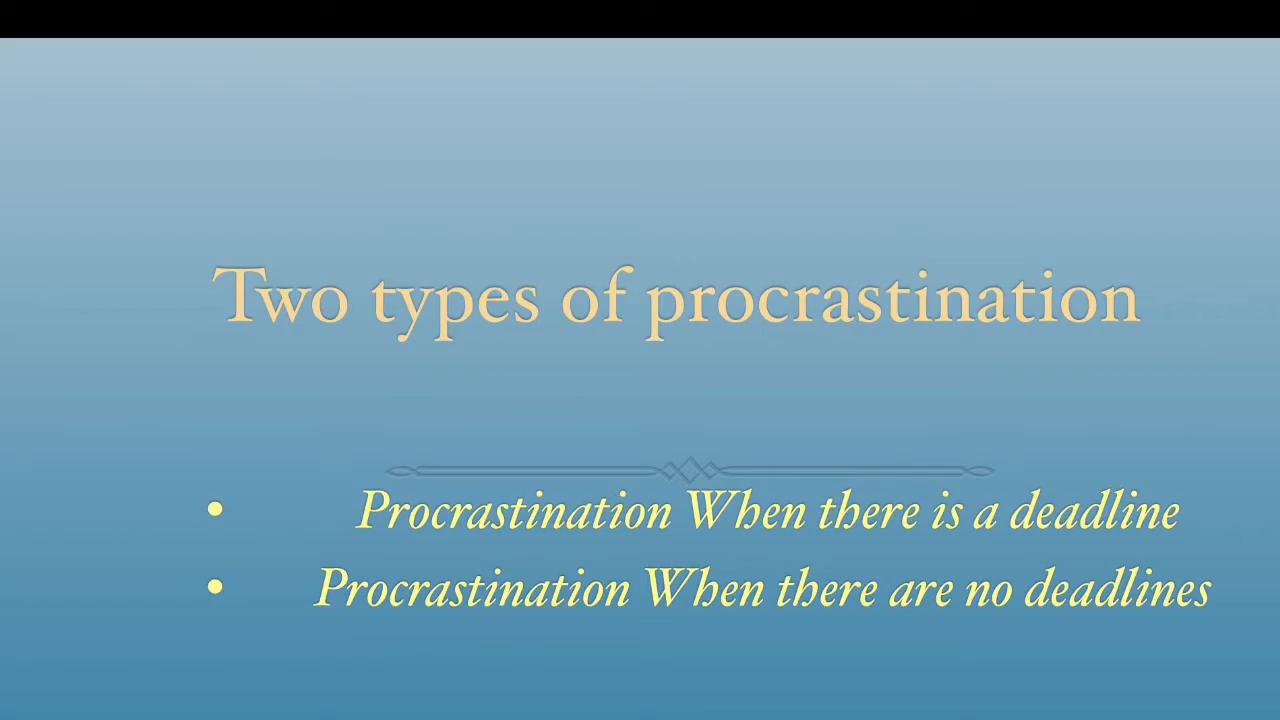 Two types of procrastination
• Procrastination When there is a deadline
• Procrastination When there are no deadlines